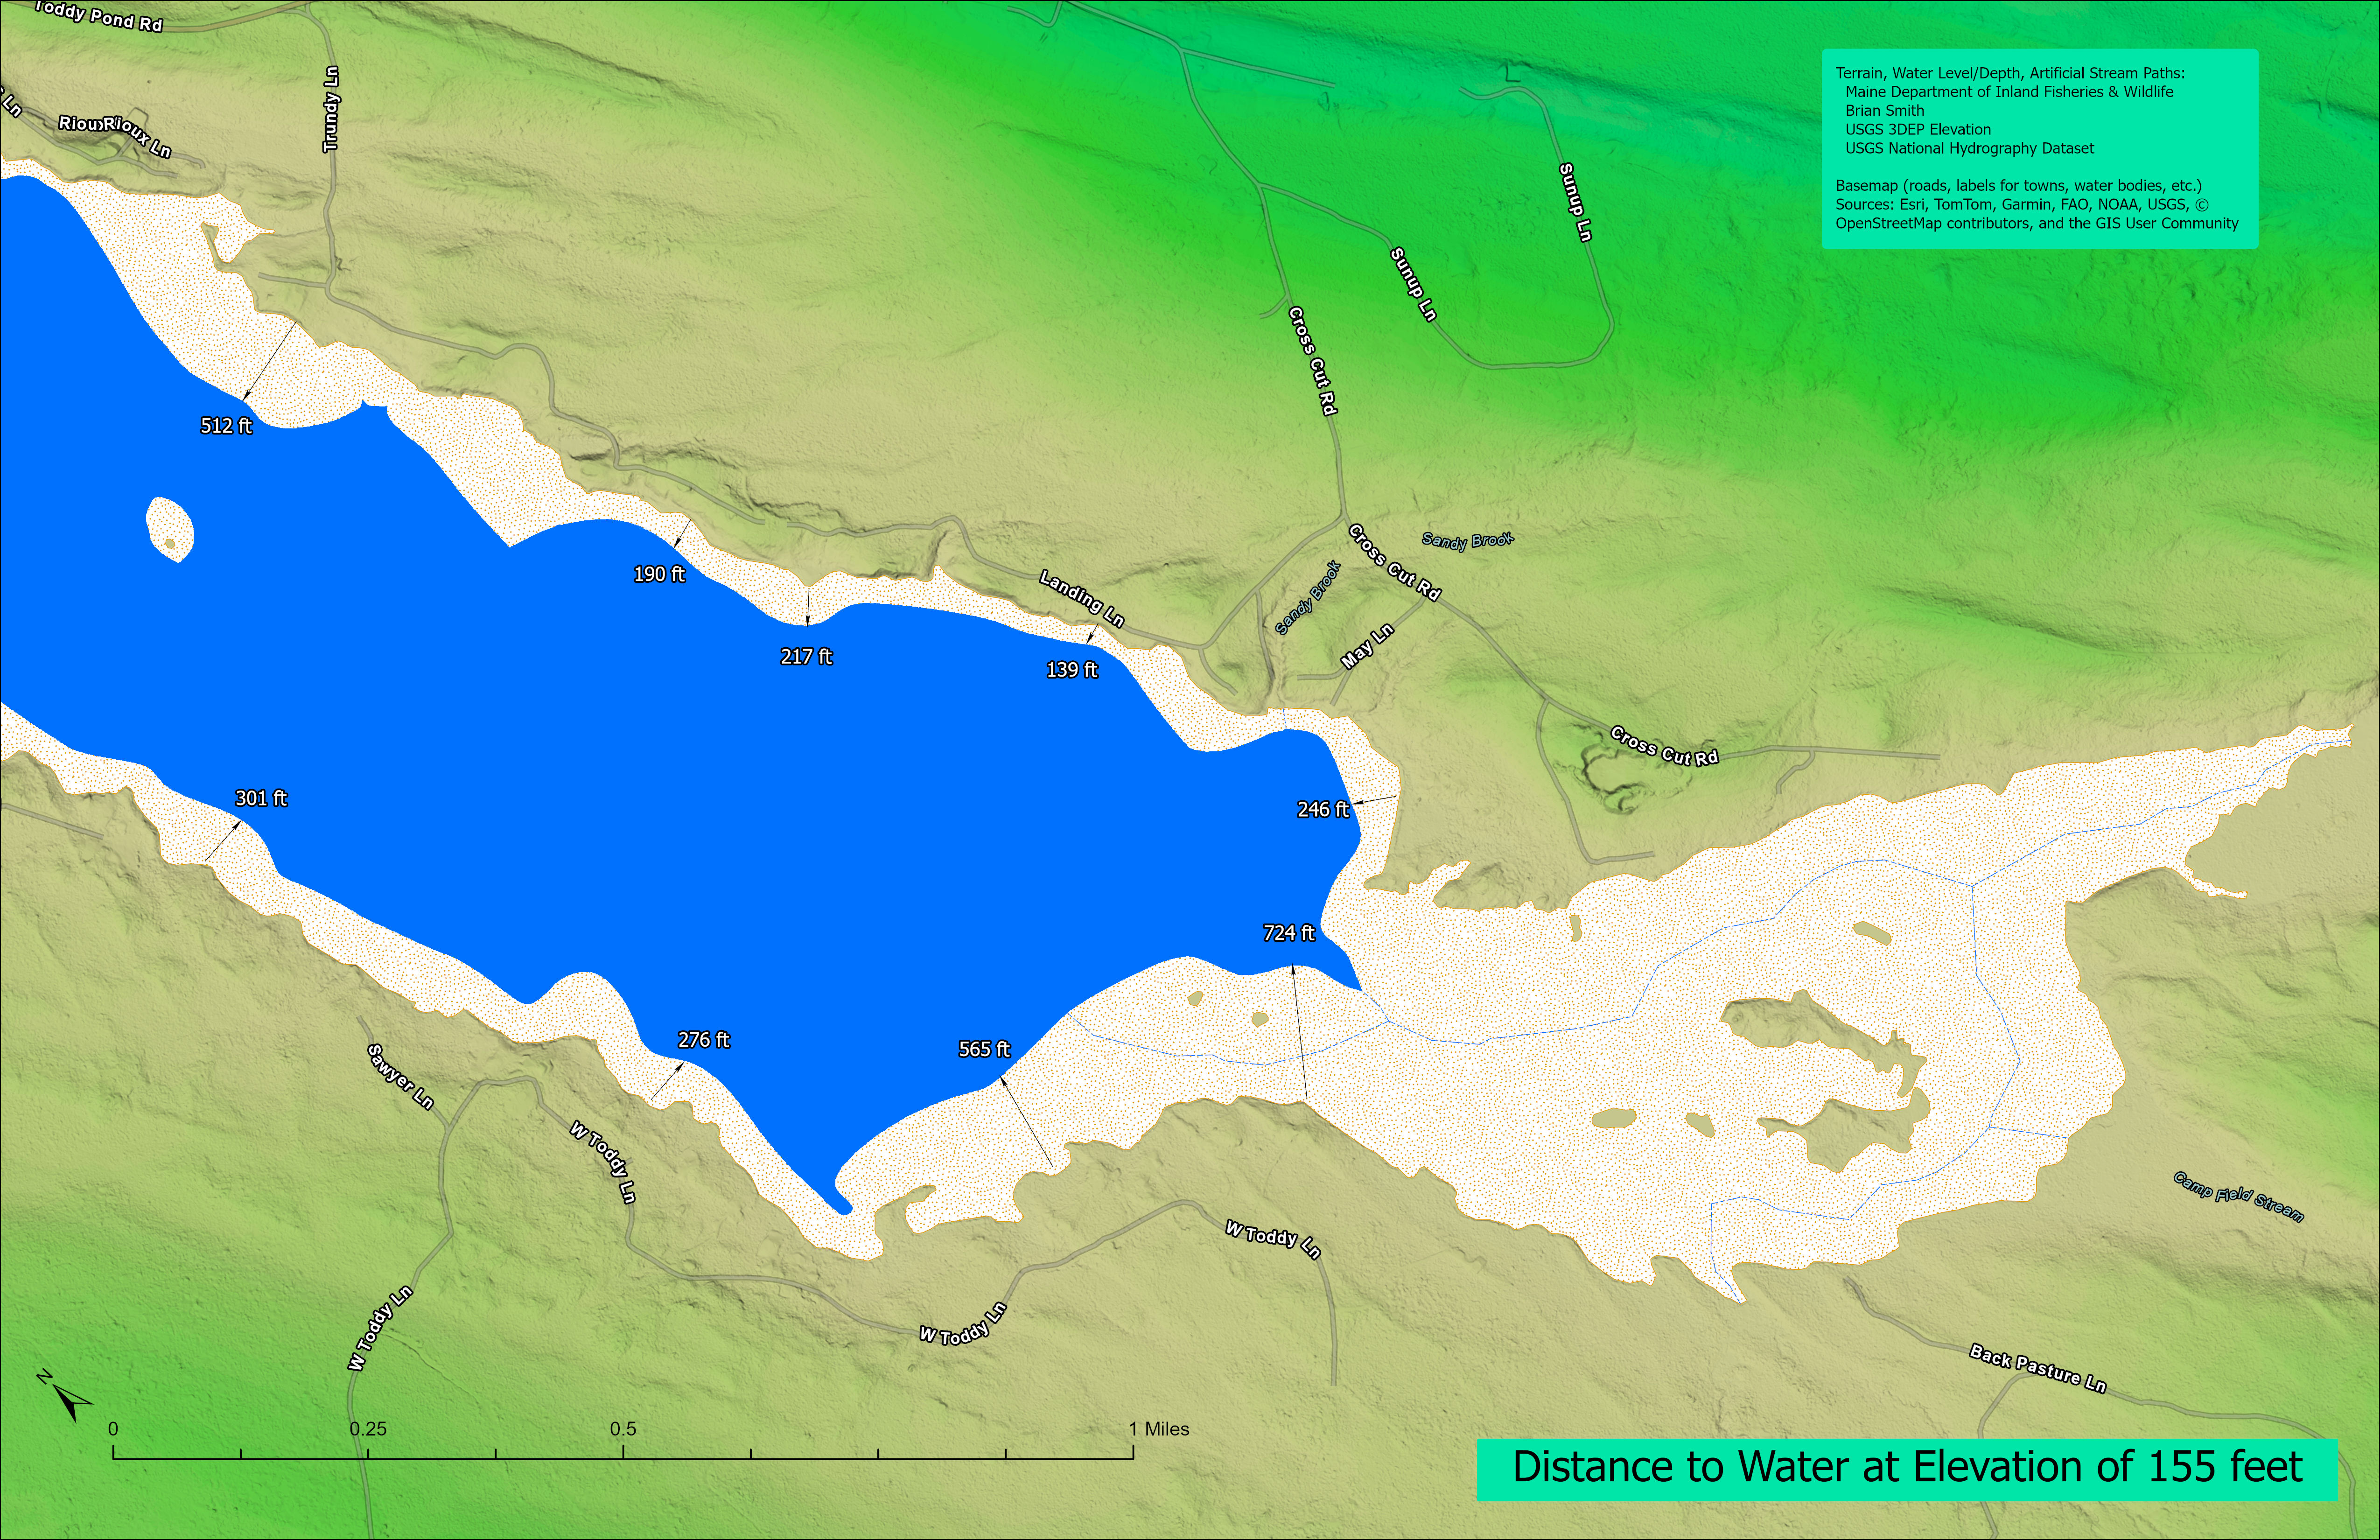 Toddy Pond Rd
Ln
Rioux
Rioux Ln
Trundy Ln
Terrain, Water Level/Depth, Artificial Stream Paths:
Maine Department of Inland Fisheries & Wildlife
Brian Smith
USGS 3DEP Elevation
USGS National Hydrography Dataset
Basemap (roads, labels for towns, water bodies, etc.)
Sources: Esri, TomTom, Garmin, FAO, NOAA, USGS, ©
OpenStreetMap contributors, and the GIS User Community
Sunup Ln
Sunup Ln
Cross Cut Rd
512 ft
Cross Cut Rd
Sandy Brook
Sandy Brook
190 ft
Landing Ln
May Ln
217 ft
139 ft
Cross Cut Rd
301 ft
246 ft
724 ft
276 ft
565 ft
Sawyer Ln
W Toddy Ln
Camp Field Stream
W Toddy Ln
W Toddy Ln
W Toddy Ln
Back Pasture Ln
N
0 0.25 0.5 1 Miles
Distance to Water at Elevation of 155 feet